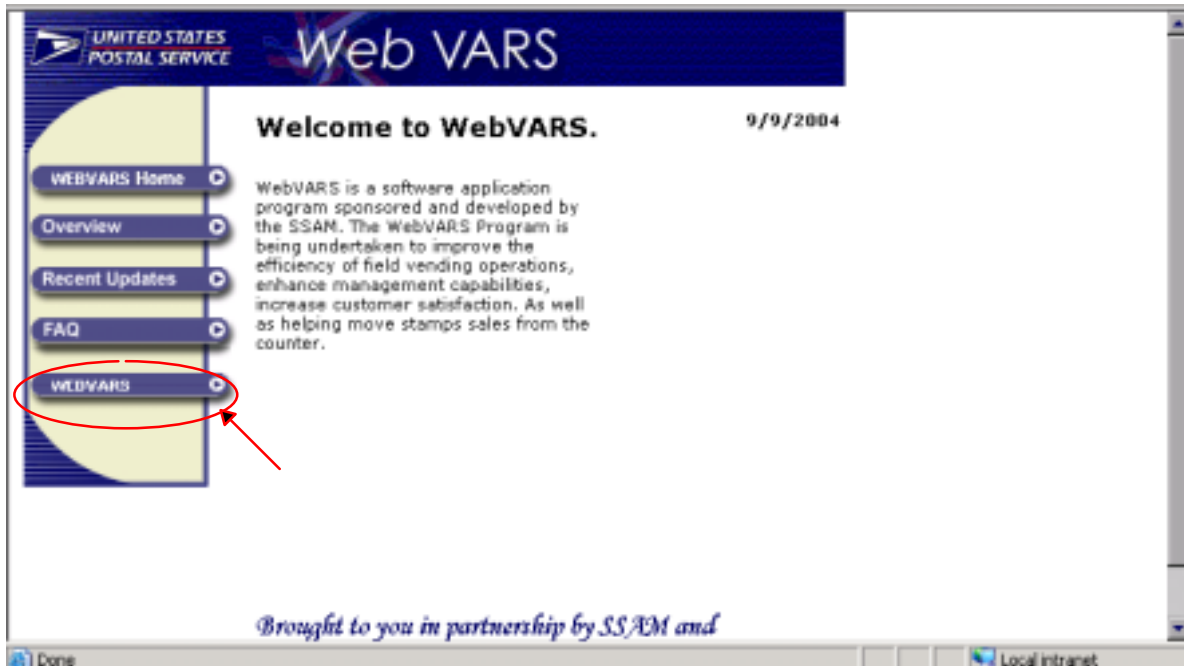 UNITED STATES
POSTAL SERVICE
Web VARS
Welcome to WebVARS.
9/9/2004
WEBVARS Home
Overview
Recent Updates
FAQ
WEBVARS
WebVARS is a software application
program sponsored and developed by
the SSAM. The WebVARS Program is
being undertaken to improve the
efficiency of field vending operations,
enhance management capabilities,
increase customer satisfaction. As well
as helping move stamps sales from the
counter.
Brought to you in partnership by SSAM and
Done
Local intranet